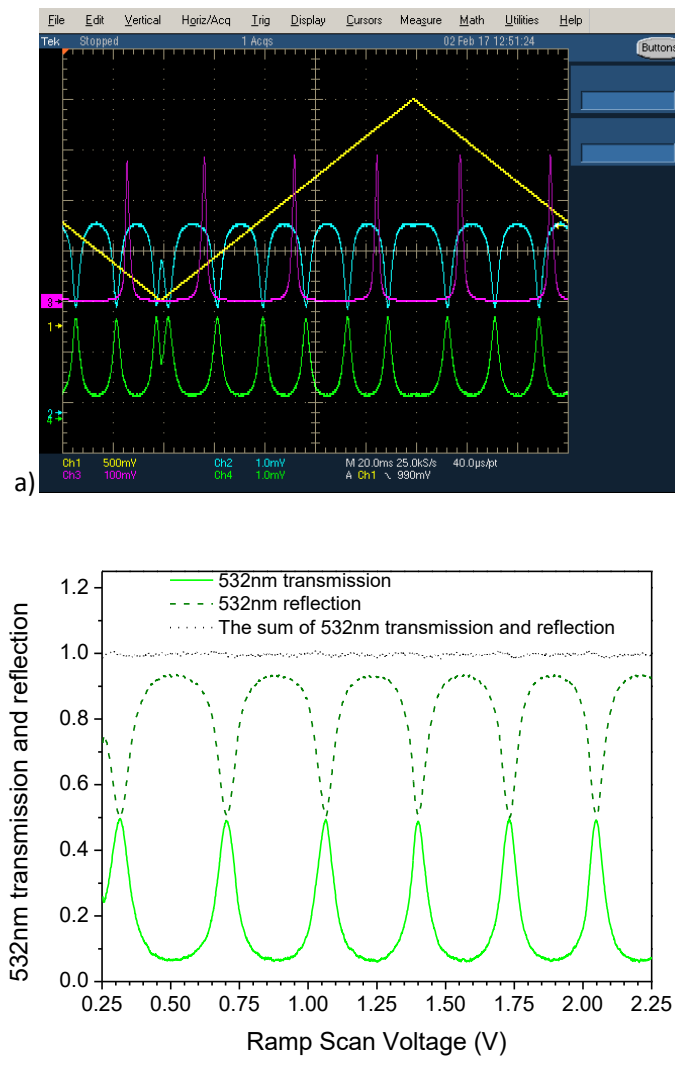 File Edit Vertical Horiz/Acq Trig Display Cursors Measure Math Utilities Help
Tek Stopped 1 Acqs 02 Feb 17 12:51:24 Buttons
3
1
2
4
Ch1 500mV Ch2 1.0mV M 20.0ms 25.0kS/s 40.0µs/pt
Ch3 100mV Ch4 1.0mV A Ch1 ∖ 990mV
a)
532nm transmission
532nm reflection
The sum of 532nm transmission and reflection
532nm transmission and reflection
1.2
1.0
0.8
0.6
0.4
0.2
0.0
0.25 0.50 0.75 1.00 1.25 1.50 1.75 2.00 2.25
Ramp Scan Voltage (V)